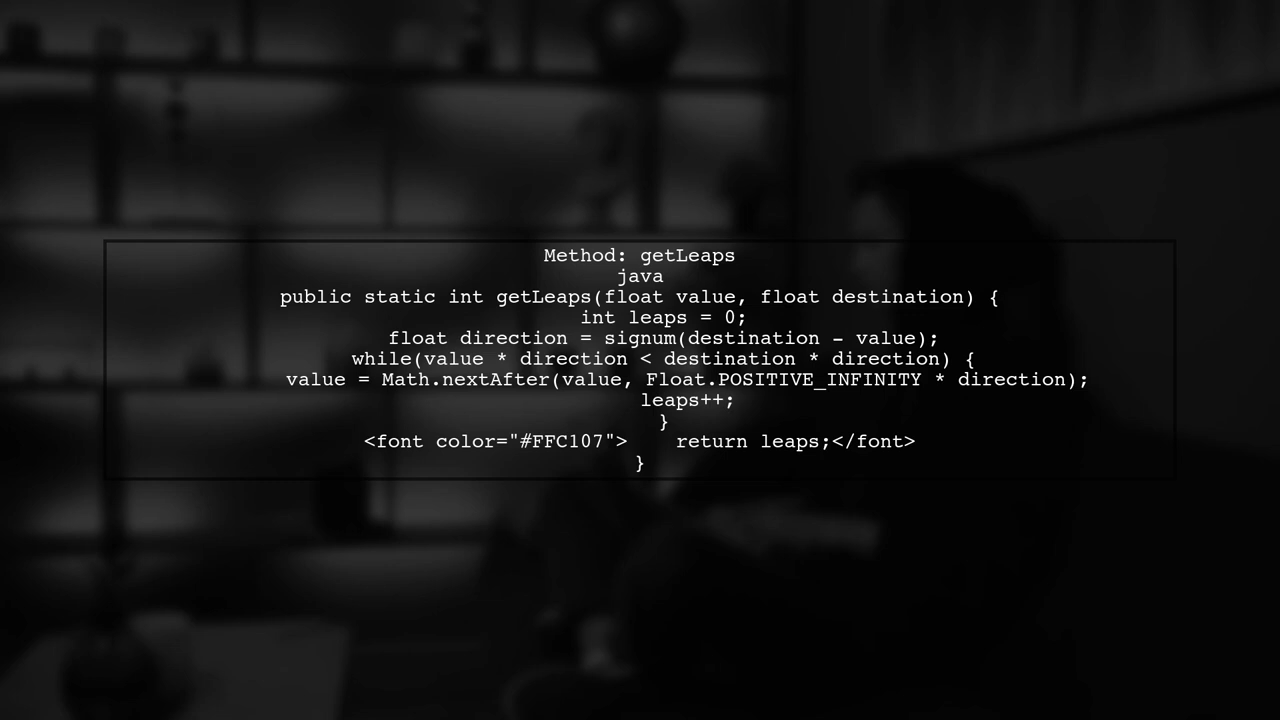 Method: getLeaps
java
public static int getLeaps(float value, float destination) {
int leaps = 0;
float direction = signum(destination - value);
while(value * direction < destination * direction) {
value = Math.nextAfter(value, Float.POSITIVE_INFINITY * direction);
leaps++;
}
<font color="#FFC107">    return leaps;</font>
}